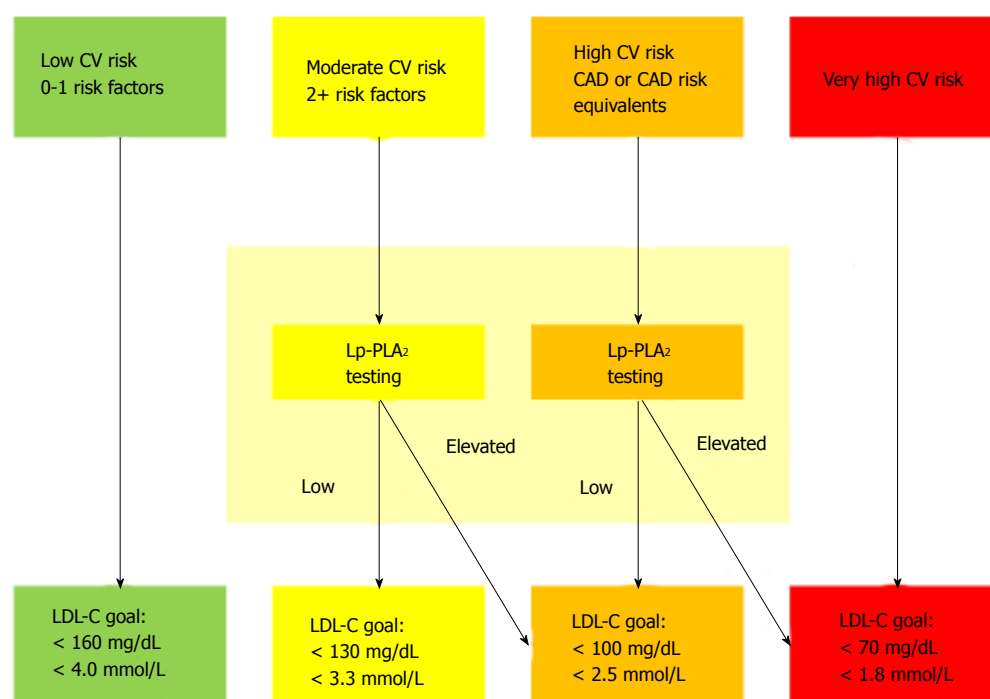 Low CV risk
0-1 risk factors
Moderate CV risk
2+ risk factors
High CV risk
CAD or CAD risk
equivalents
Very high CV risk
Lp-PLA₂
testing
Lp-PLA₂
testing
Elevated
Elevated
Low
Low
LDL-C goal:
< 160 mg/dL
< 4.0 mmol/L
LDL-C goal:
< 130 mg/dL
< 3.3 mmol/L
LDL-C goal:
< 100 mg/dL
< 2.5 mmol/L
LDL-C goal:
< 70 mg/dL
< 1.8 mmol/L